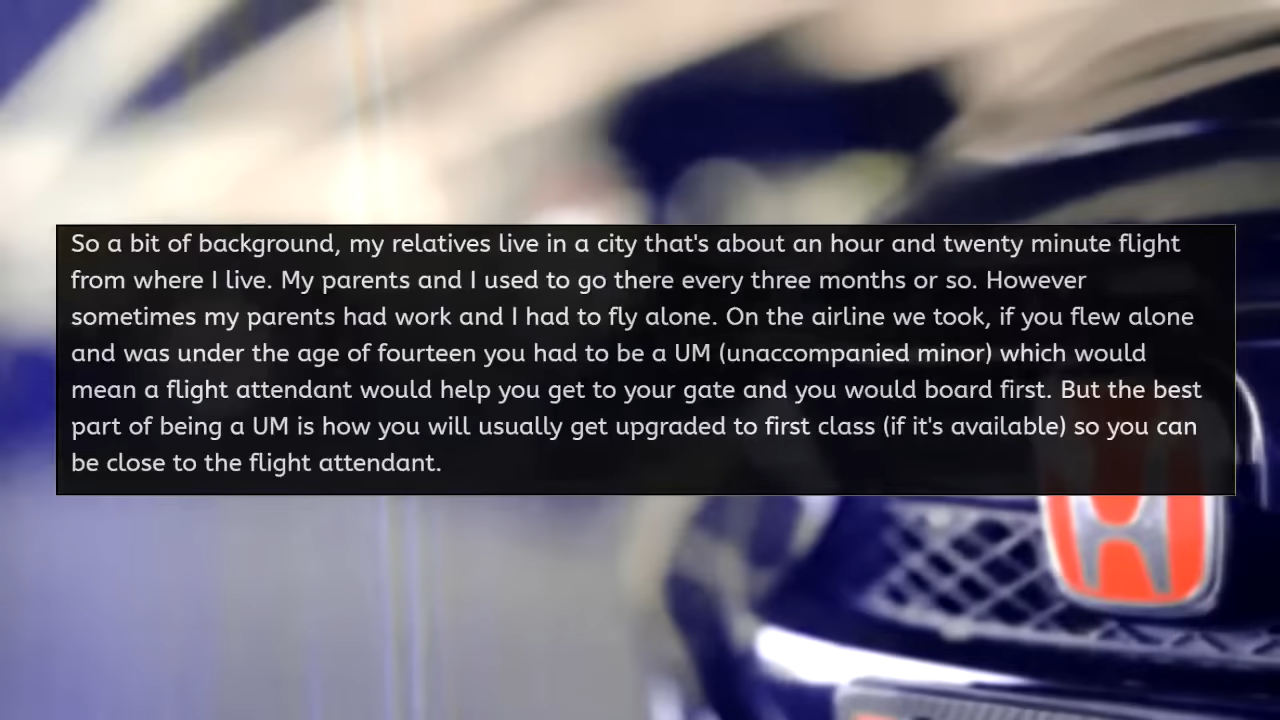 So a bit of background, my relatives live in a city that's about an hour and twenty minute flight
from where I live. My parents and I used to go there every three months or so. However
sometimes my parents had work and I had to fly alone. On the airline we took, if you flew alone
and was under the age of fourteen you had to be a UM (unaccompanied minor) which would
mean a flight attendant would help you get to your gate and you would board first. But the best
part of being a UM is how you will usually get upgraded to first class (if it's available) so you can
be close to the flight attendant.